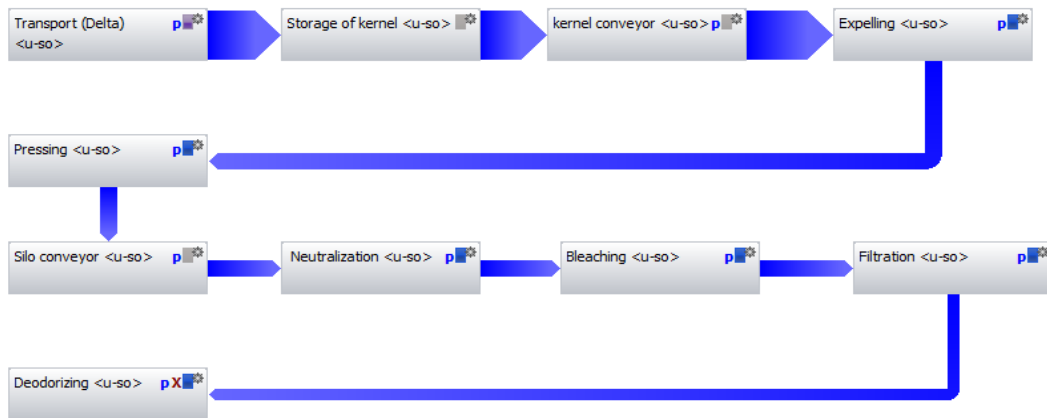 Transport (Delta) p
<u-so>
Storage of kernel <u-so>
kernel conveyor <u-so> p
Expelling <u-so> p
Pressing <u-so> p
Silo conveyor <u-so> p
Neutralization <u-so> p
Bleaching <u-so> p
Filtration <u-so> p
Deodorizing <u-so> p X